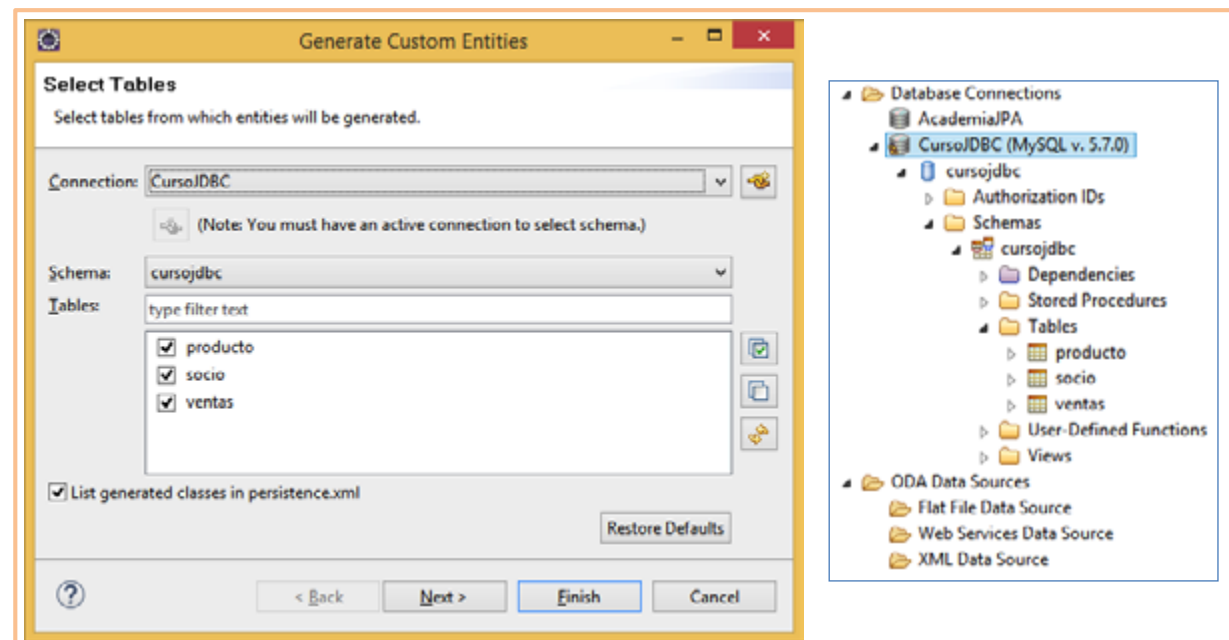 Generate Custom Entities
Select Tables
Select tables from which entities will be generated.
Connection: CursoJDBC
(Note: You must have an active connection to select schema.)
Schema: cursojdbc
Tables: type filter text
producto
socio
ventas
List generated classes in persistence.xml
Restore Defaults
< Back Next > Finish Cancel
Database Connections
AcademiaJPA
CursoJDBC (MySQL v. 5.7.0)
cursojdbc
Authorization IDs
Schemas
cursojdbc
Dependencies
Stored Procedures
Tables
producto
socio
ventas
User-Defined Functions
Views
ODA Data Sources
Flat File Data Source
Web Services Data Source
XML Data Source